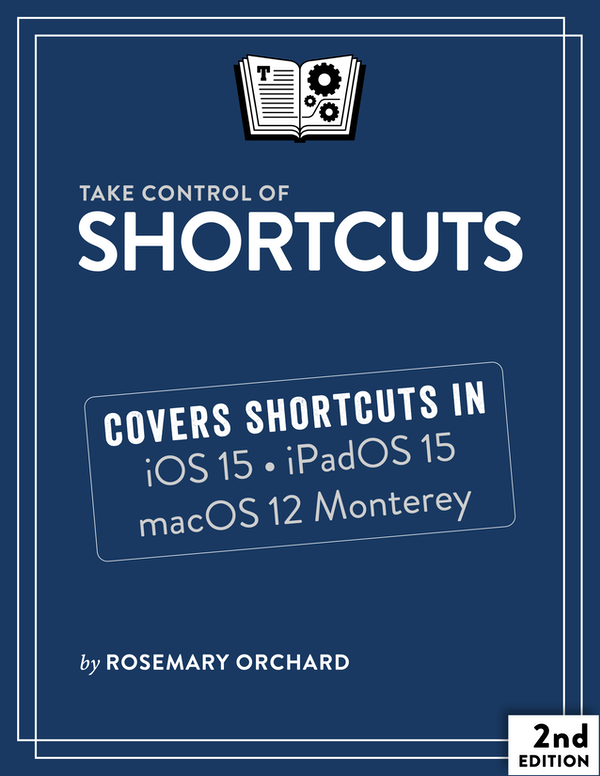 T
TAKE CONTROL OF
SHORTCUTS
COVERS SHORTCUTS IN
iOS 15 • iPadOS 15
macOS 12 Monterey
by ROSEMARY ORCHARD
2nd
EDITION